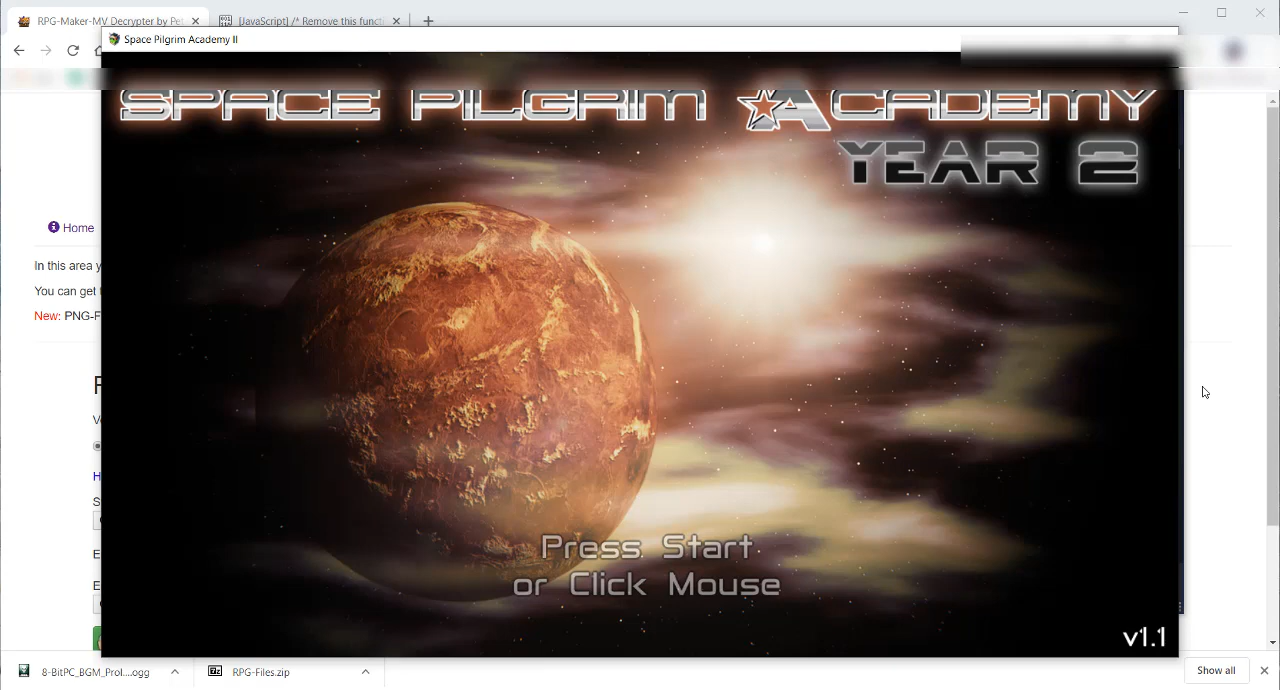 RPG-Maker-MV Decrypter by Pet
[JavaScript] /* Remove this functi
Space Pilgrim Academy II
SPACE PILGRIM ACADEMY
YEAR 2
Home
In this area y
You can get
New: PNG-F
Press Start
or Click Mouse
v1.1
8-BitPC_BGM_Prol....ogg
RPG-Files.zip
Show all